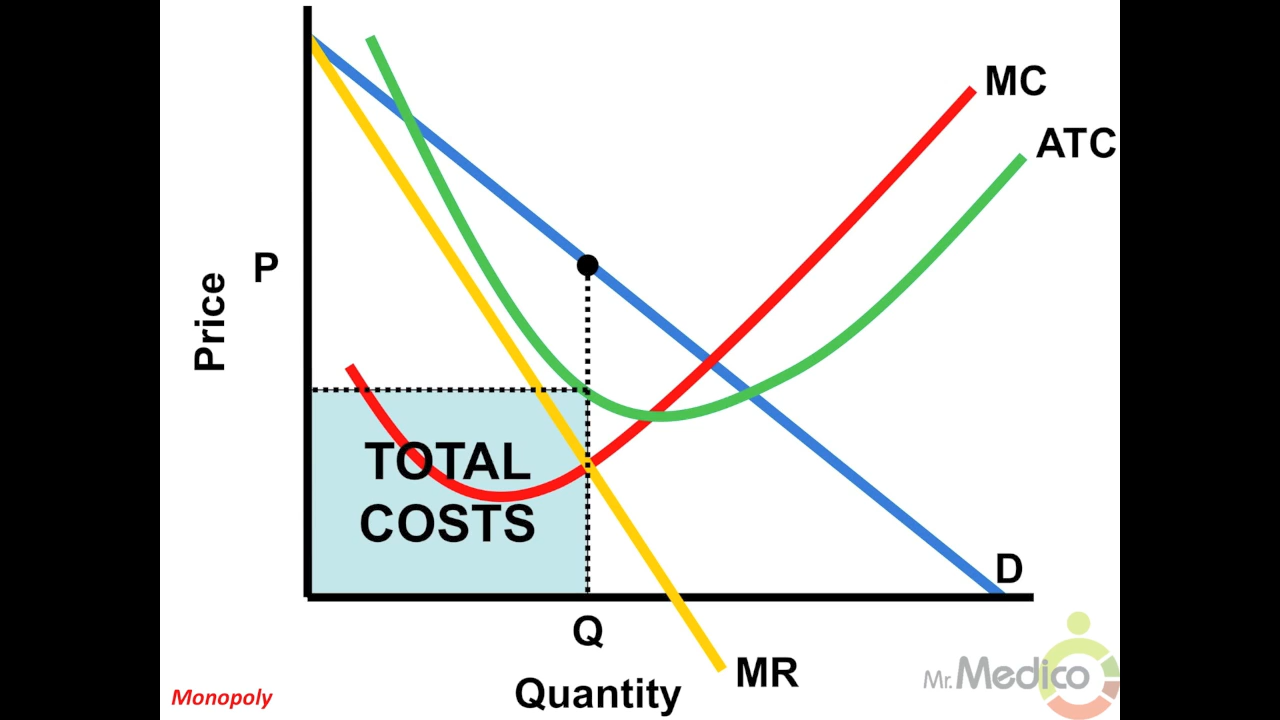 MC
ATC
P
Price
TOTAL
COSTS
D
Q
MR
Quantity
Monopoly
Mr.Medico